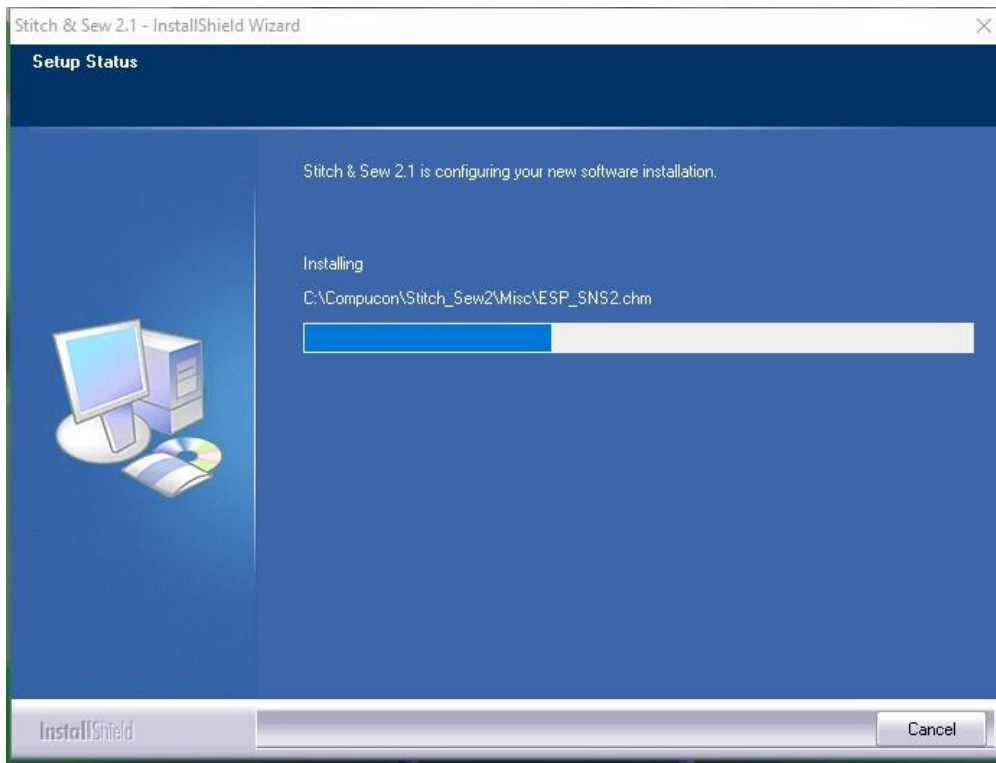 Stitch & Sew 2.1 - InstallShield Wizard
Setup Status
Stitch & Sew 2.1 is configuring your new software installation.
Installing
C:\Compucon\Stitch_Sew2\Misc\ESP_SNS2.chm
InstallShield
Cancel